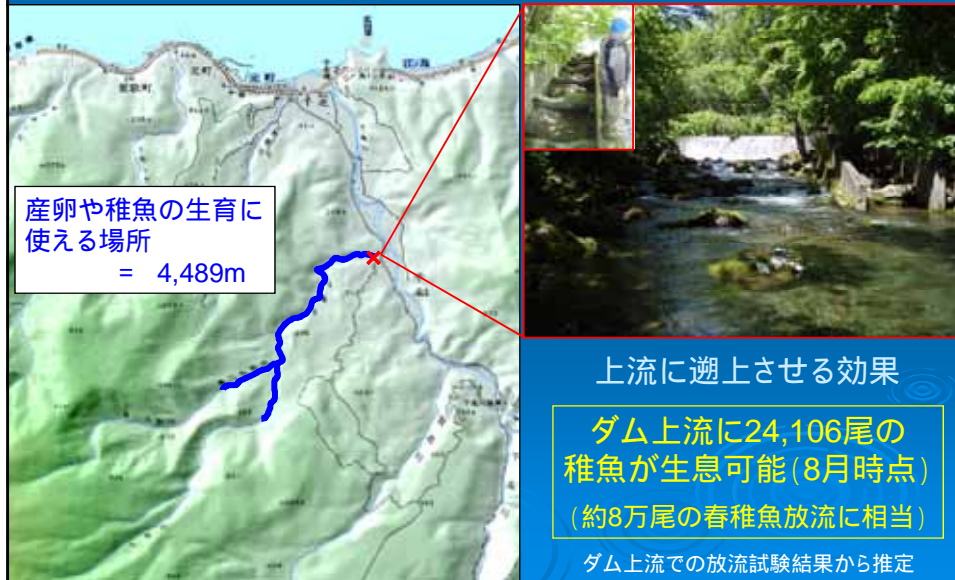 元町
元町
産卵や稚魚の生育に
使える場所
= 4,489m
上流に遡上させる効果
ダム上流に24,106尾の
稚魚が生息可能(8月時点)
(約8万尾の春稚魚放流に相当)
ダム上流での放流試験結果から推定